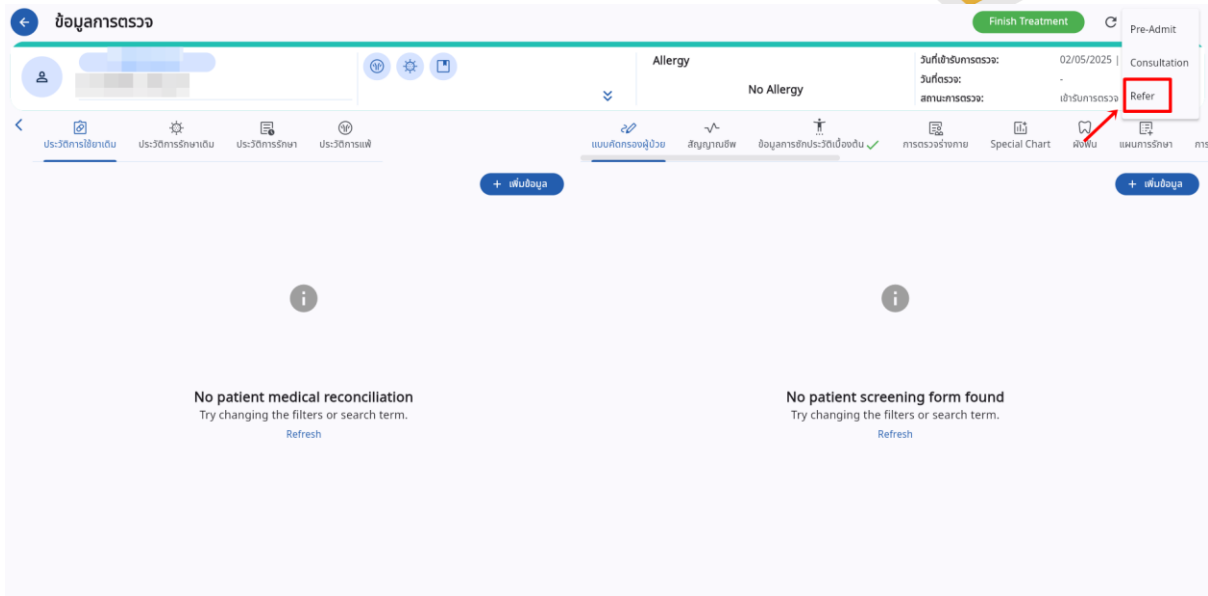 ข้อมูลการตรวจ
Finish Treatment
Pre-Admit
Consultation
Refer
Allergy
No Allergy
วันที่เข้ารับการตรวจ: 02/05/2025 |
วันที่ตรวจ: -
สถานะการตรวจ: เข้ารับการตรวจ
ประวัติการใช้ยาเดิม ประวัติการรักษาเดิม ประวัติการรักษา ประวัติการแพ้
แบบคัดกรองผู้ป่วย สัญญาณชีพ ข้อมูลการซักประวัติเบื้องต้น การตรวจร่างกาย Special Chart ผังฟัน แผนการรักษา การ
+ เพิ่มข้อมูล
+ เพิ่มข้อมูล
No patient medical reconciliation
Try changing the filters or search term.
Refresh
No patient screening form found
Try changing the filters or search term.
Refresh